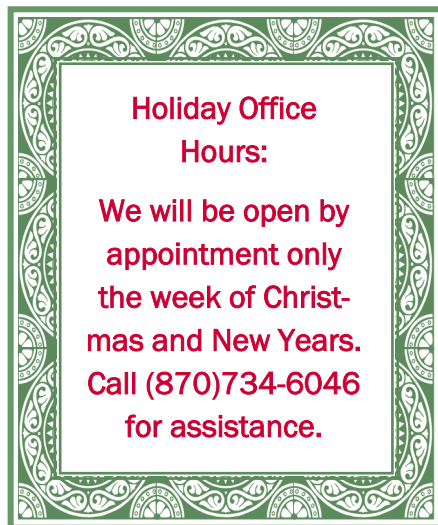 Holiday Office
Hours:
We will be open by
appointment only
the week of Christ-
mas and New Years.
Call (870)734-6046
for assistance.